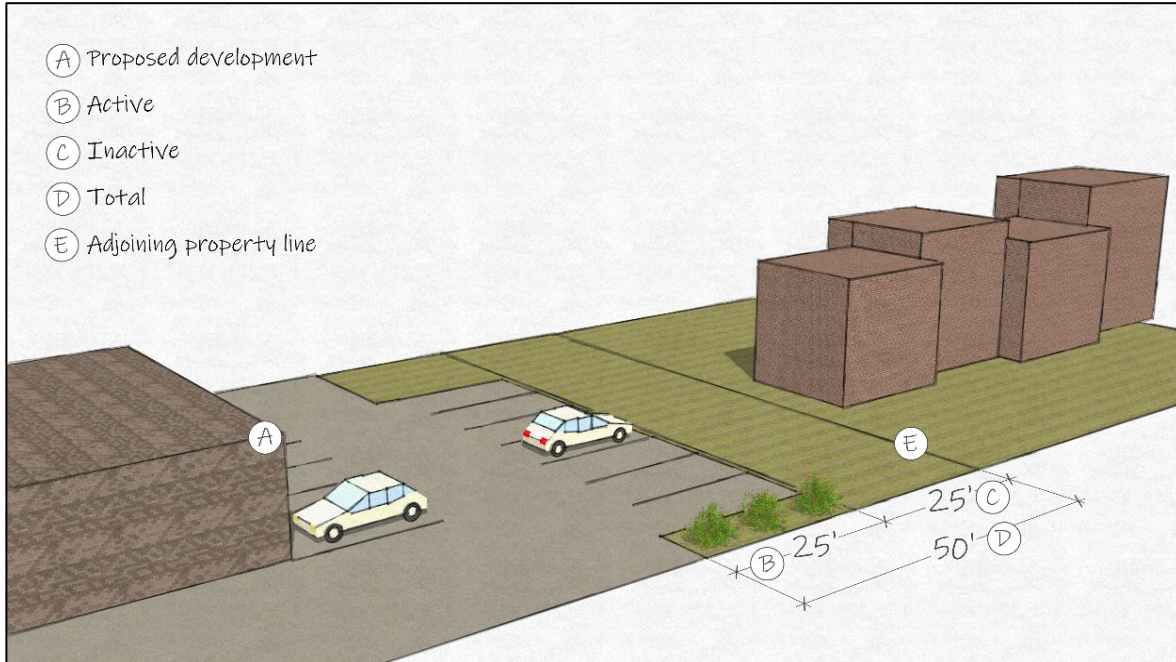 A Proposed development
B Active
C Inactive
D Total
E Adjoining property line
A
E
25' C
B 25'
50' D